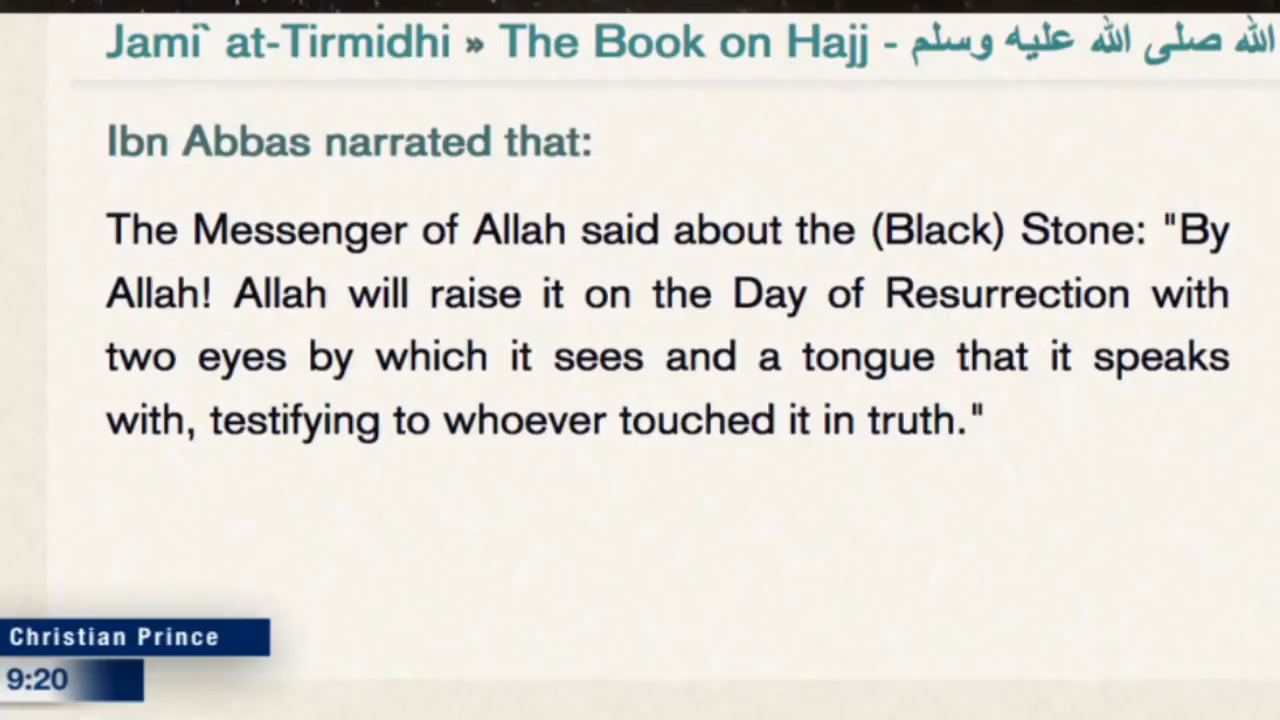 Jami` at-Tirmidhi » The Book on Hajj - الله صلى الله عليه وسلم
Ibn Abbas narrated that:
The Messenger of Allah said about the (Black) Stone: "By
Allah! Allah will raise it on the Day of Resurrection with
two eyes by which it sees and a tongue that it speaks
with, testifying to whoever touched it in truth."
Christian Prince
9:20